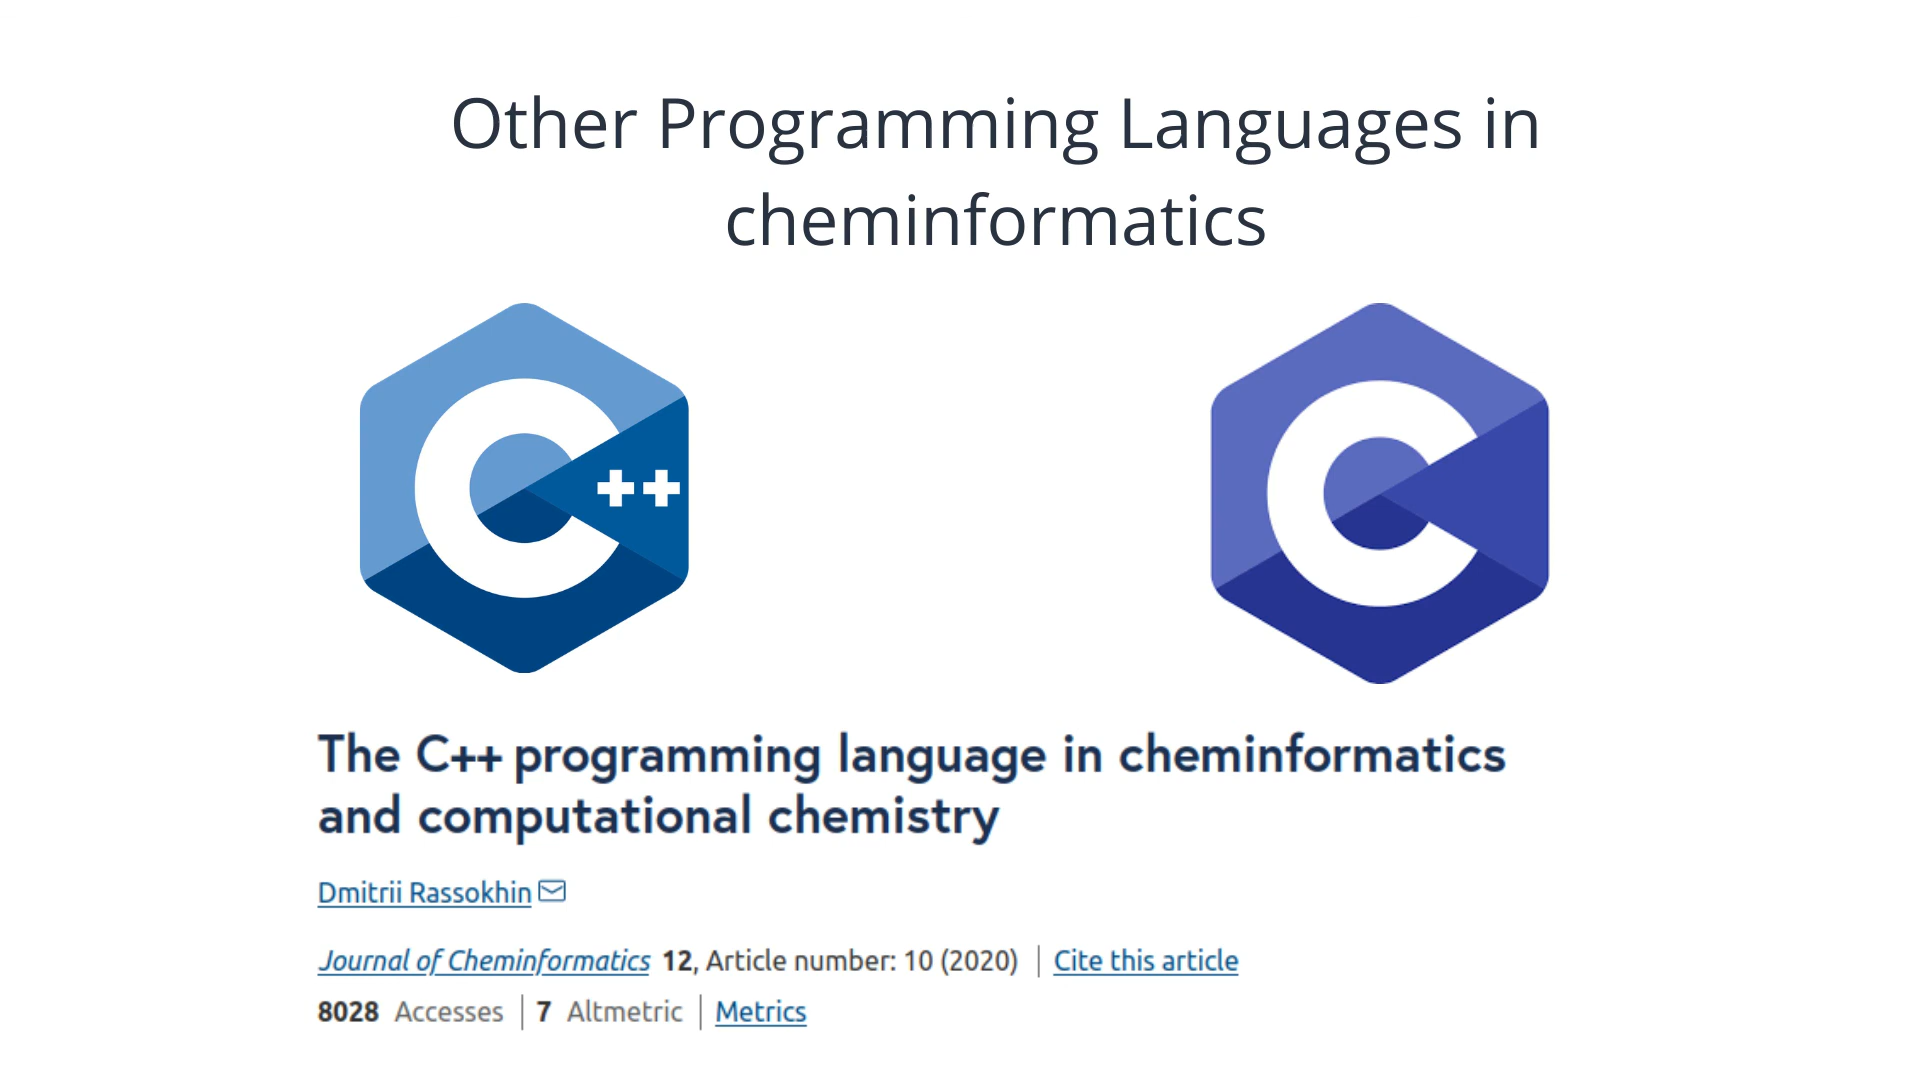 Other Programming Languages in
cheminformatics
C++
C
The C++ programming language in cheminformatics
and computational chemistry
Dmitrii Rassokhin
Journal of Cheminformatics 12, Article number: 10 (2020) | Cite this article
8028 Accesses | 7 Altmetric | Metrics